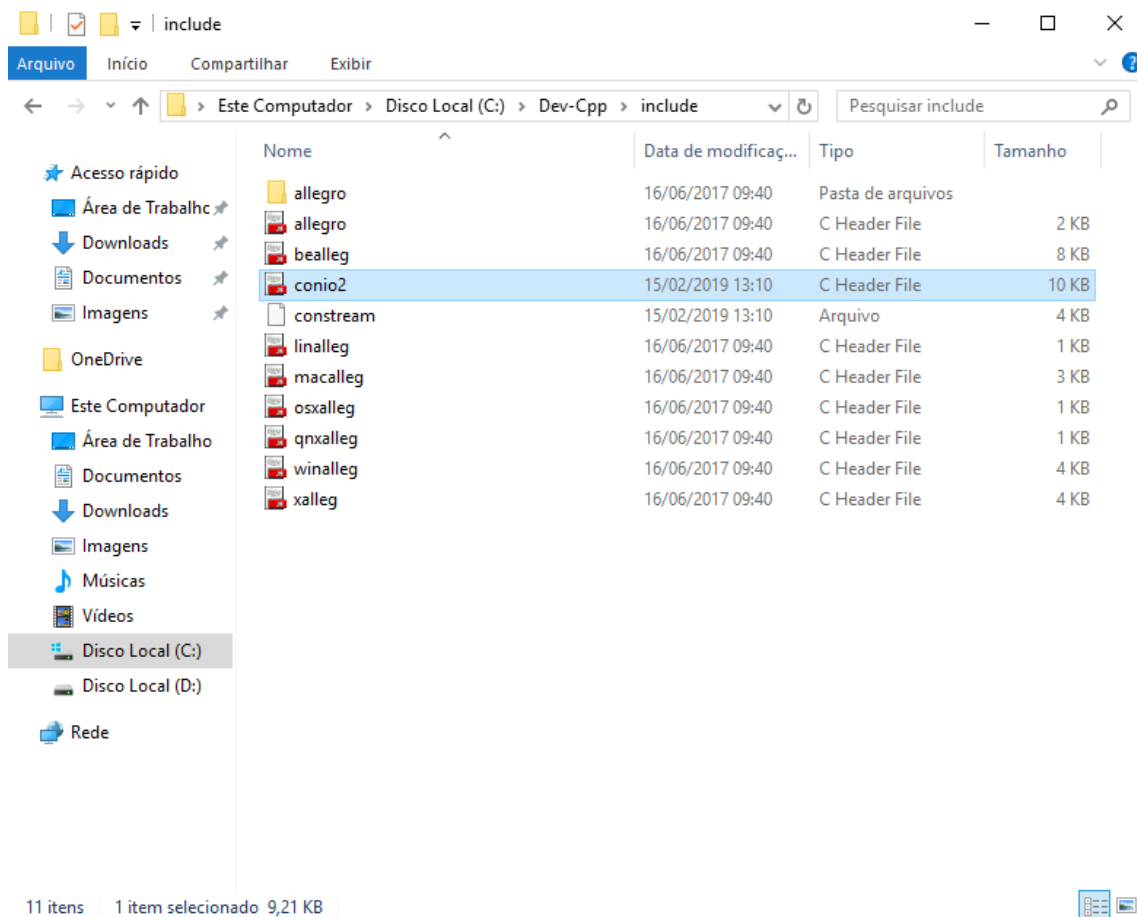 include
Arquivo Início Compartilhar Exibir
Este Computador > Disco Local (C:) > Dev-Cpp > include Pesquisar include
Nome Data de modificaç... Tipo Tamanho
Acesso rápido
Área de Trabalhc
Downloads
Documentos
Imagens
OneDrive
Este Computador
Área de Trabalho
Documentos
Downloads
Imagens
Músicas
Vídeos
Disco Local (C:)
Disco Local (D:)
Rede
allegro 16/06/2017 09:40 Pasta de arquivos
allegro 16/06/2017 09:40 C Header File 2 KB
bealleg 16/06/2017 09:40 C Header File 8 KB
conio2 15/02/2019 13:10 C Header File 10 KB
constream 15/02/2019 13:10 Arquivo 4 KB
linalleg 16/06/2017 09:40 C Header File 1 KB
macalleg 16/06/2017 09:40 C Header File 3 KB
osxalleg 16/06/2017 09:40 C Header File 1 KB
qnxalleg 16/06/2017 09:40 C Header File 1 KB
winalleg 16/06/2017 09:40 C Header File 4 KB
xalleg 16/06/2017 09:40 C Header File 4 KB
11 itens 1 item selecionado 9,21 KB